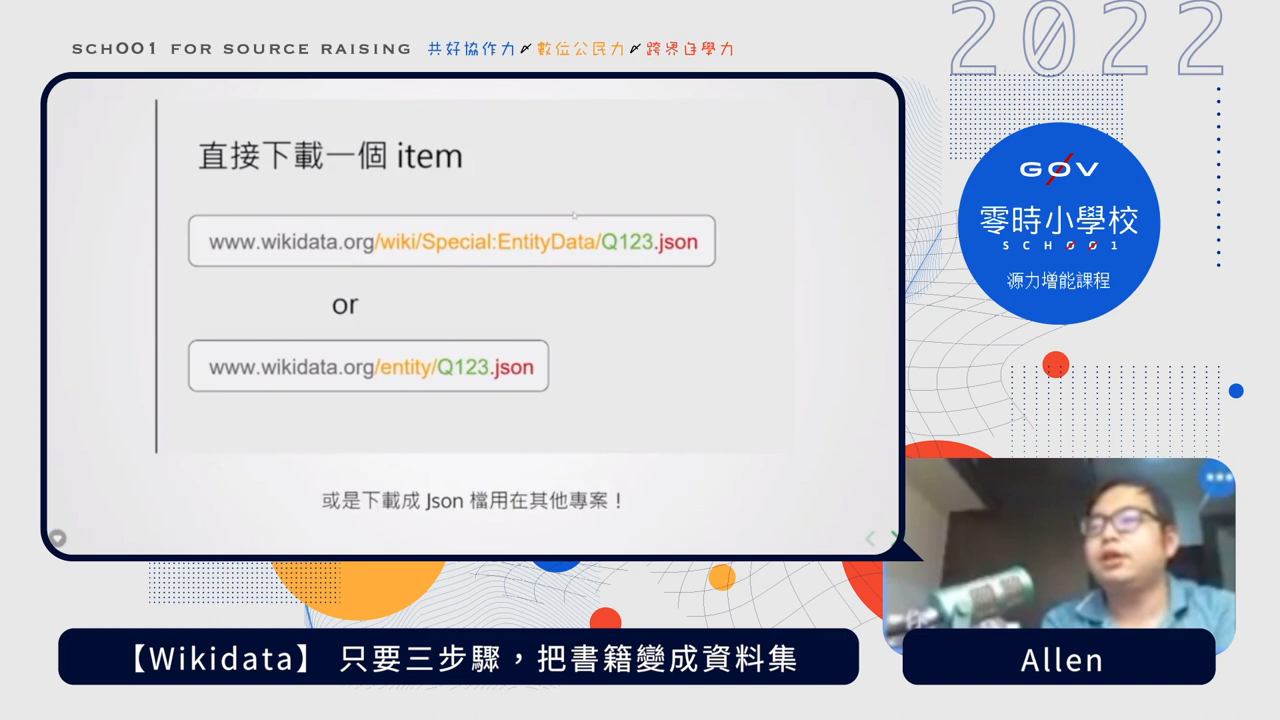 SCH001 FOR SOURCE RAISING 共好協作力 數位公民力 跨界自學力
2022
直接下載一個 item
www.wikidata.org/wiki/Special:EntityData/Q123.json
or
www.wikidata.org/entity/Q123.json
或是下載成 Json 檔用在其他專案！
G0V
零時小學校
SCH001
源力增能課程
【Wikidata】 只要三步驟，把書籍變成資料集
Allen